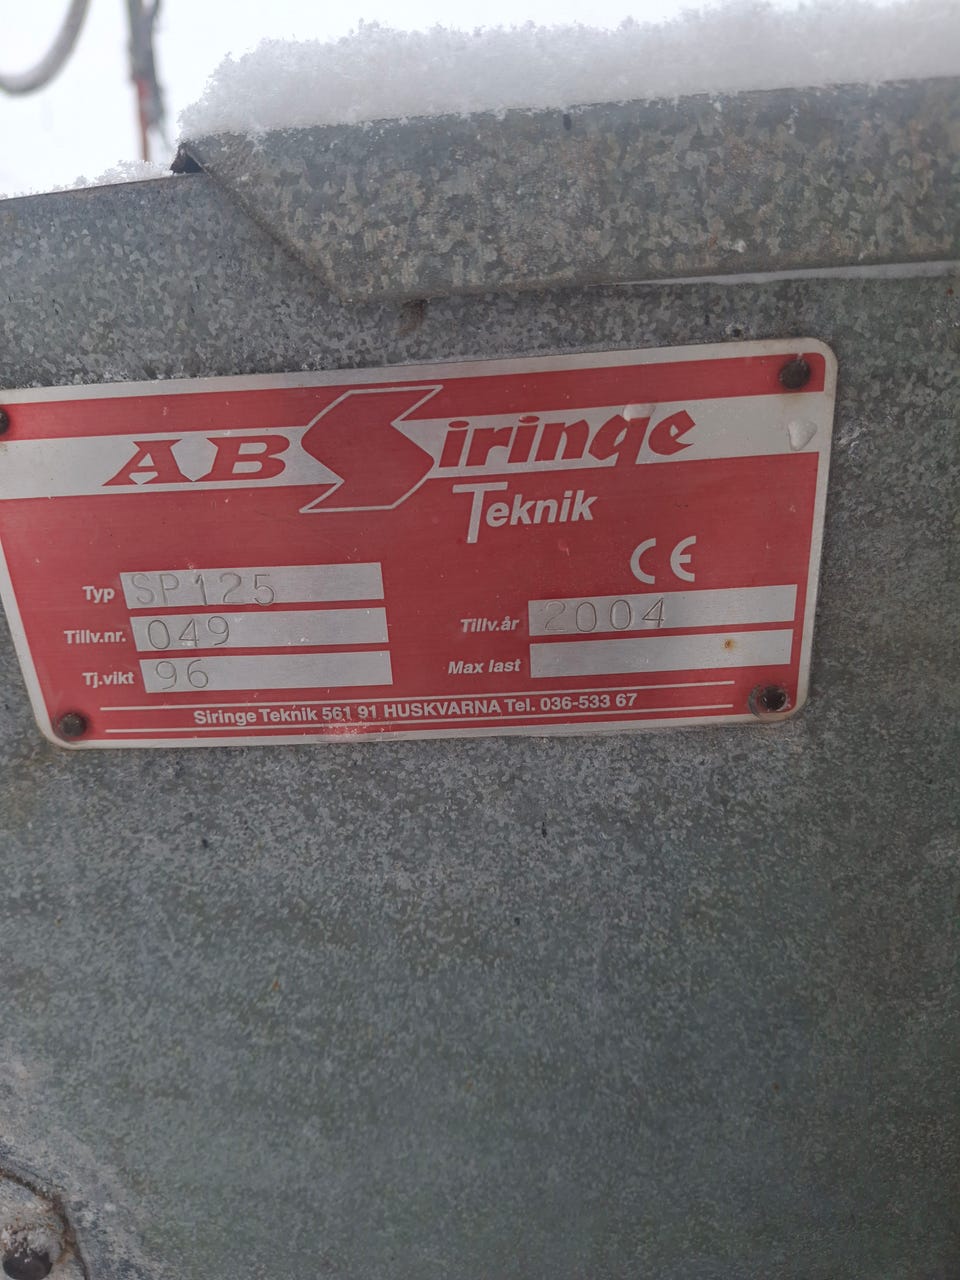 AB Siringe
Teknik
CE
Typ SP125
Tillv.nr. 049
Tillv.år 2004
Tj.vikt 96
Max last
Siringe Teknik 561 91 HUSKVARNA Tel. 036-533 67